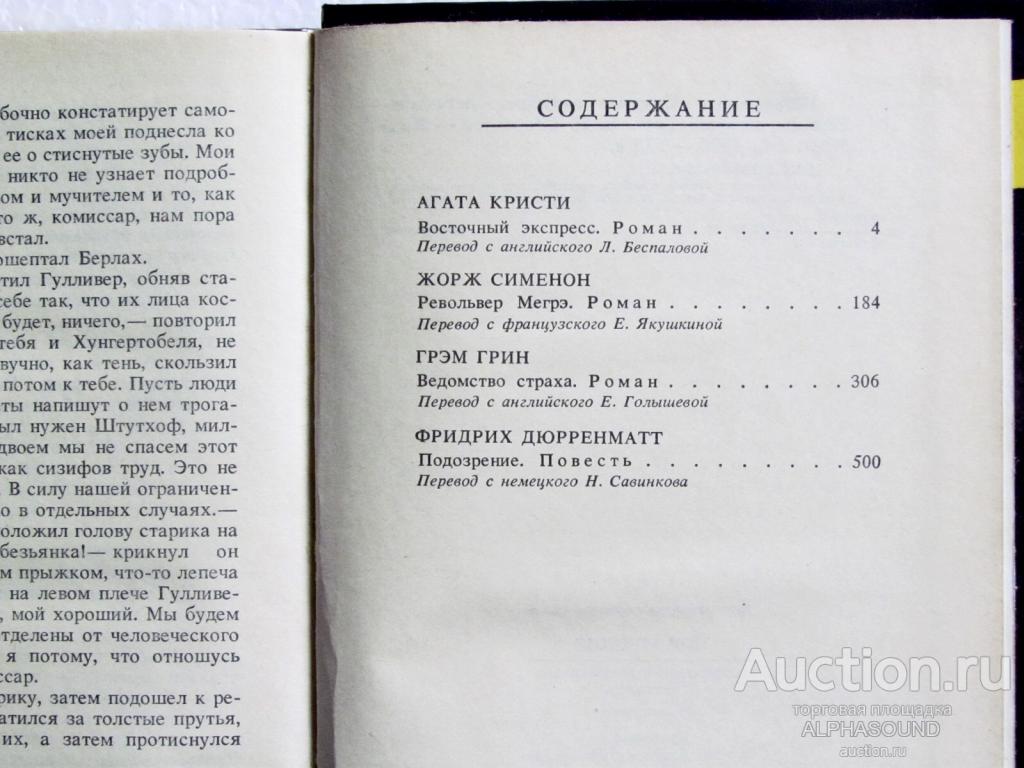 бочно констатирует само-
тисках моей поднесла ко
ее о стиснутые зубы. Мои
никто не узнает подроб-
ом и мучителем и то, как
то ж, комиссар, нам пора
встал.
ошептал Берлах.
тил Гулливер, обняв ста-
себе так, что их лица кос-
будет, ничего,— повторил
тебя и Хунгертобеля, не
вучно, как тень, скользил
потом к тебе. Пусть люди
ты напишут о нем трога-
ыл нужен Штутхоф, мил-
двоем мы не спасем этот
как сизифов труд. Это не
. В силу нашей ограничен-
о в отдельных случаях.—
оложил голову старика на
безьянка!— крикнул он
м прыжком, что-то лепеча
на левом плече Гулливе-
, мой хороший. Мы будем
тделены от человеческого
я потому, что отношусь
ссар.
рику, затем подошел к ре-
атился за толстые прутья,
их, а затем протиснулся
СОДЕРЖАНИЕ
АГАТА КРИСТИ
Восточный экспресс. Роман . . . . . . . 4
Перевод с английского Л. Беспаловой
ЖОРЖ СИМЕНОН
Револьвер Мегрэ. Роман . . . . . . . . 184
Перевод с французского Е. Якушкиной
ГРЭМ ГРИН
Ведомство страха. Роман . . . . . . . . 306
Перевод с английского Е. Голышевой
ФРИДРИХ ДЮРРЕНМАТТ
Подозрение. Повесть . . . . . . . . . 500
Перевод с немецкого Н. Савинкова
Auction.ru
торговая площадка
ALPHASOUND
auction.ru